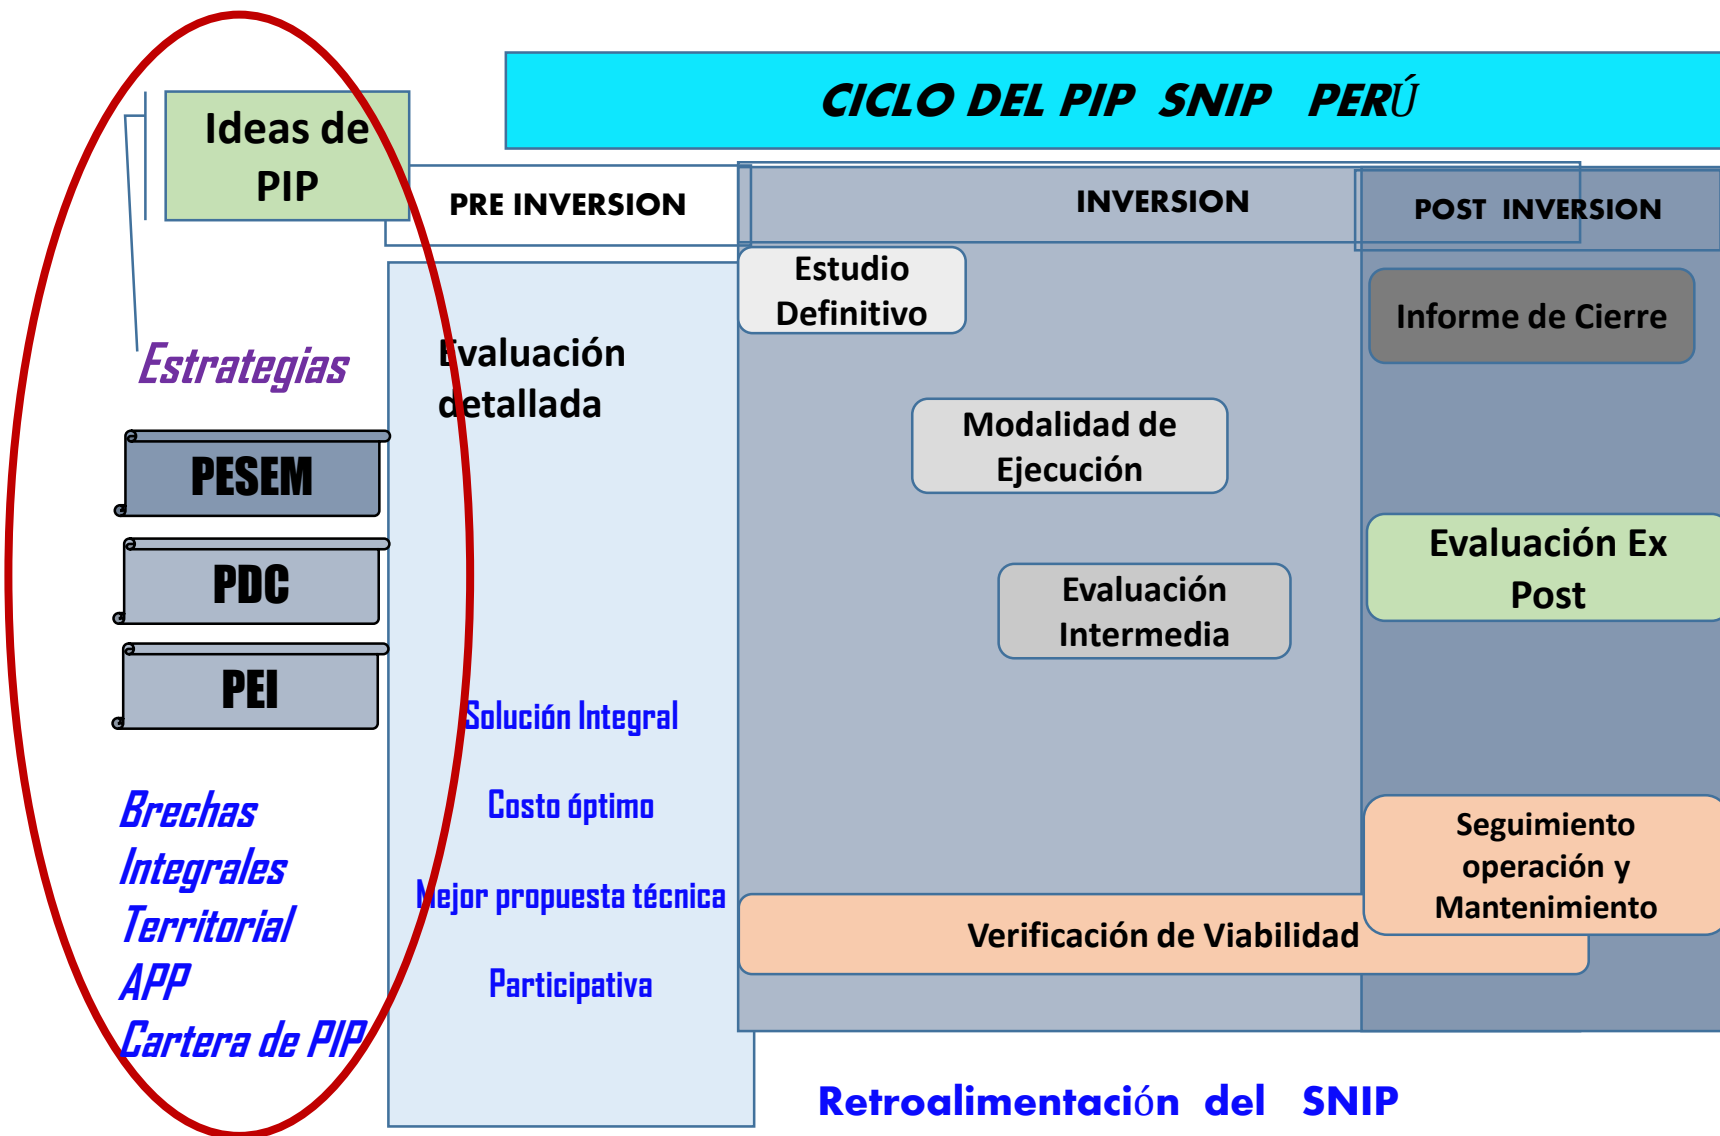 CICLO DEL PIP SNIP PERÚ
Ideas de
PIP
PRE INVERSION
INVERSION
POST INVERSION
Estrategias
PESEM
PDC
PEI
Brechas
Integrales
Territorial
APP
Cartera de PIP
Evaluación
detallada
Solución Integral
Costo óptimo
Mejor propuesta técnica
Participativa
Estudio
Definitivo
Modalidad de
Ejecución
Evaluación
Intermedia
Verificación de Viabilidad
Informe de Cierre
Evaluación Ex
Post
Seguimiento
operación y
Mantenimiento
Retroalimentación del SNIP